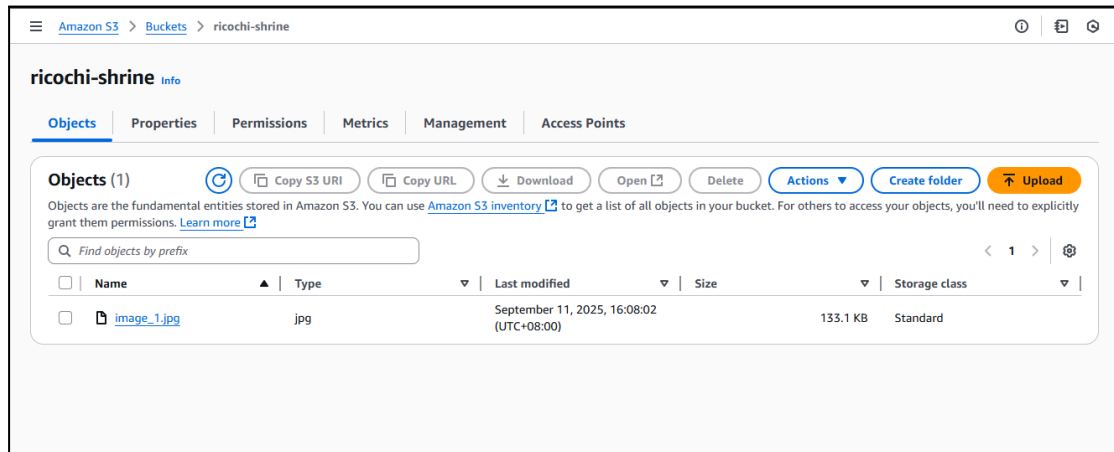 Amazon S3 > Buckets > ricochi-shrine
ricochi-shrine Info
Objects Properties Permissions Metrics Management Access Points
Objects (1) Copy S3 URI Copy URL Download Open Delete Actions Create folder Upload
Objects are the fundamental entities stored in Amazon S3. You can use Amazon S3 inventory to get a list of all objects in your bucket. For others to access your objects, you'll need to explicitly
grant them permissions. Learn more
Find objects by prefix < 1 >
Name Type Last modified Size Storage class
image_1.jpg jpg September 11, 2025, 16:08:02 133.1 KB Standard
(UTC+08:00)